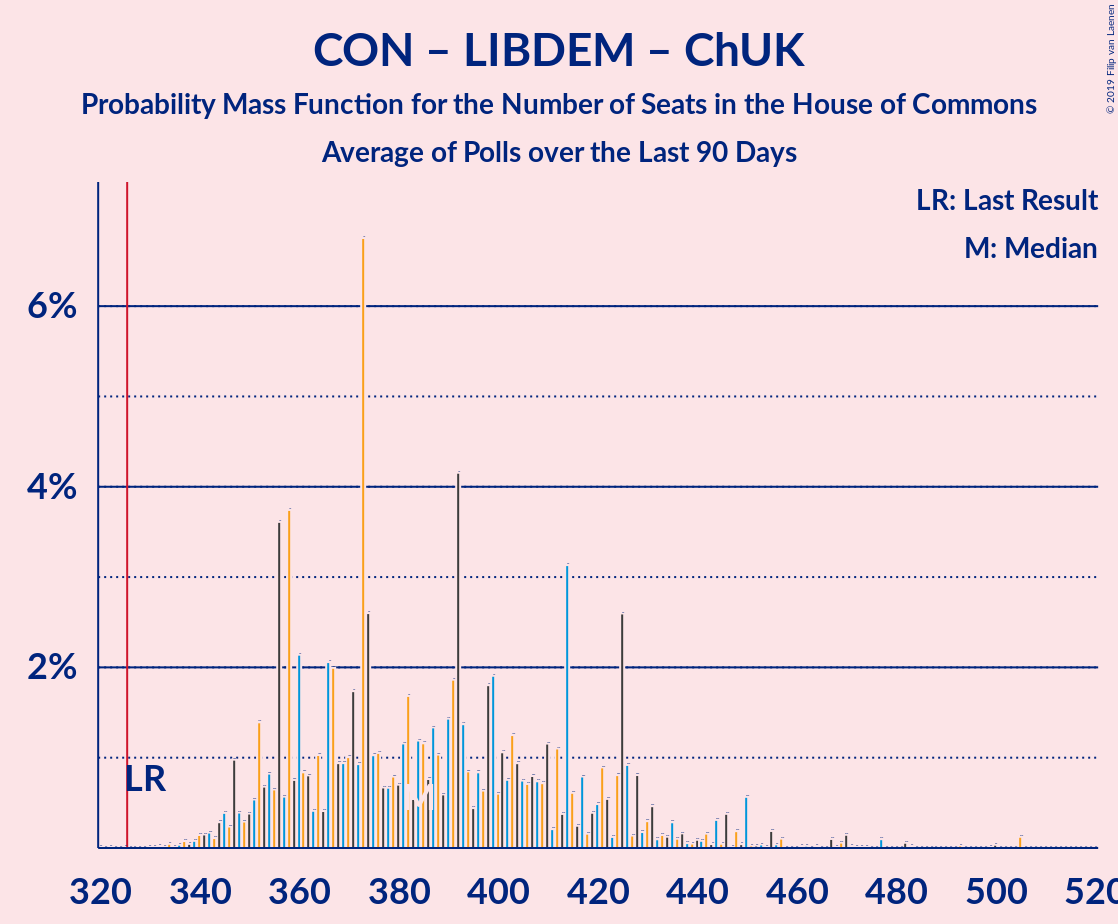 CON – LIBDEM – ChUK
Probability Mass Function for the Number of Seats in the House of Commons
Average of Polls over the Last 90 Days
© 2019 Filip van Laenen
LR: Last Result
M: Median
6%
4%
2%
LR
320 340 360 380 400 420 440 460 480 500 520